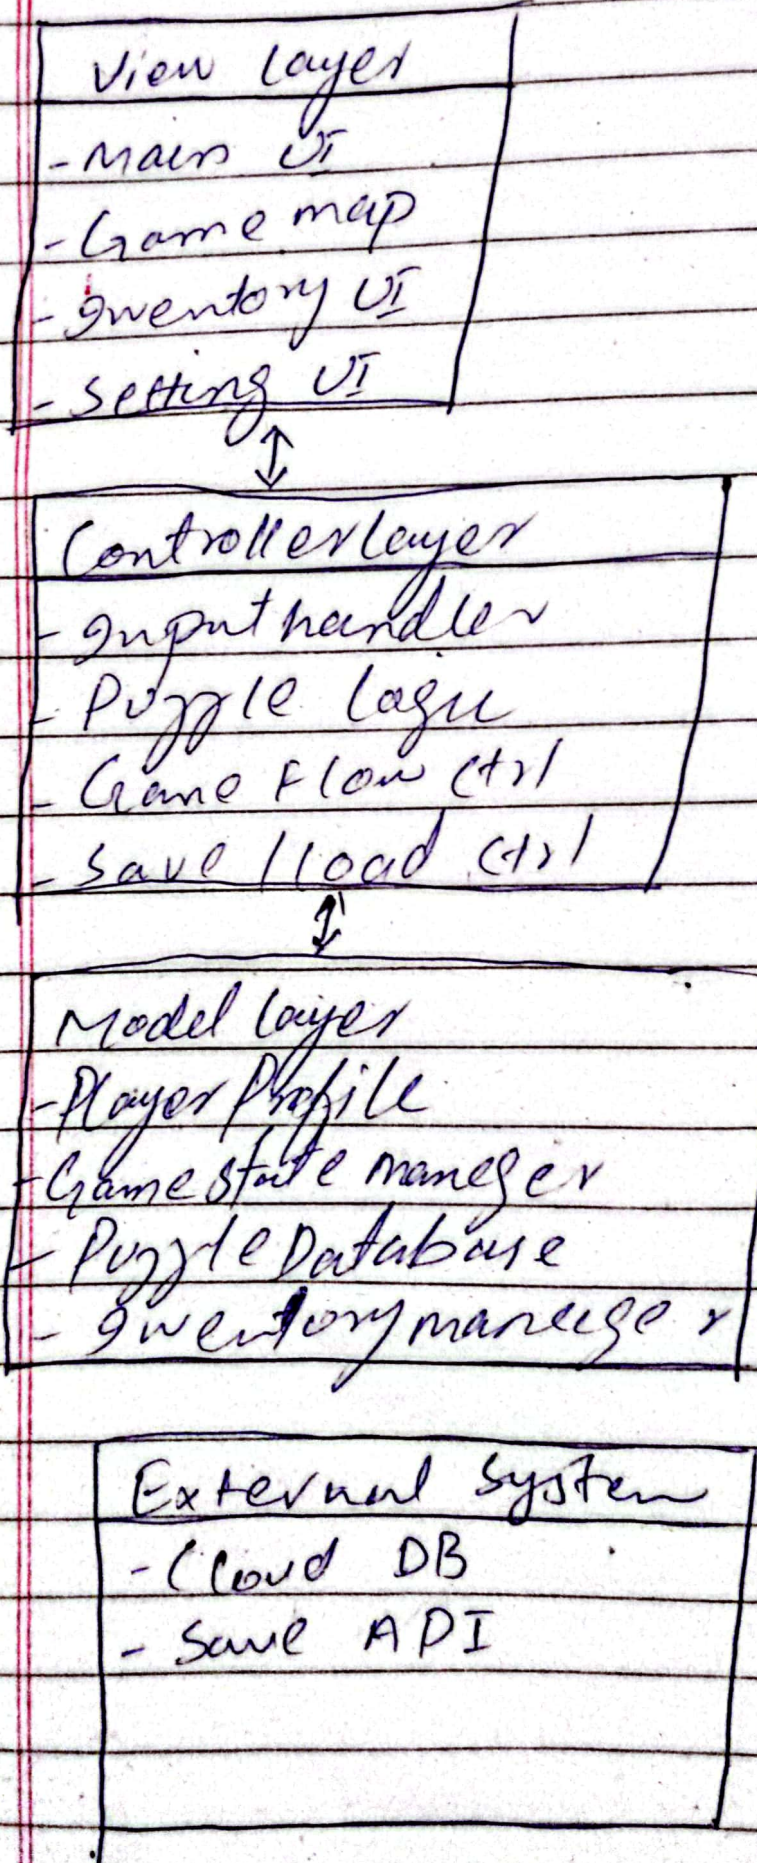 View layer
- Main UI
- Game map
- Inventory UI
- Setting UI
Controller layer
- Input handler
- Puzzle logic
- Game Flow Ctrl
- Save / load Ctrl
Model layer
- Player Profile
- Game state maneger
- Puzzle Database
- Inventory manager
External System
- Cloud DB
- Save API